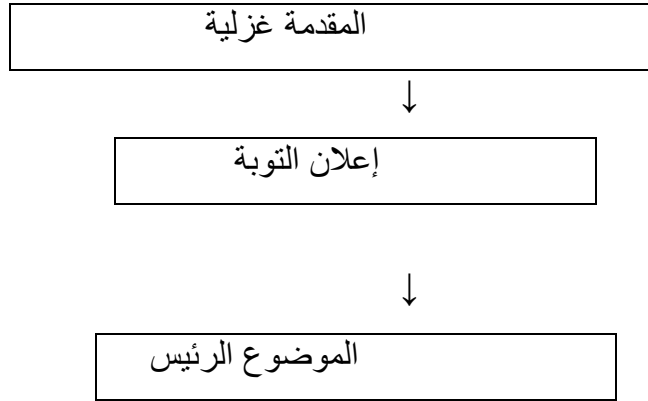 المقدمة غزلية
↓
إعلان التوبة
↓
الموضوع الرئيس